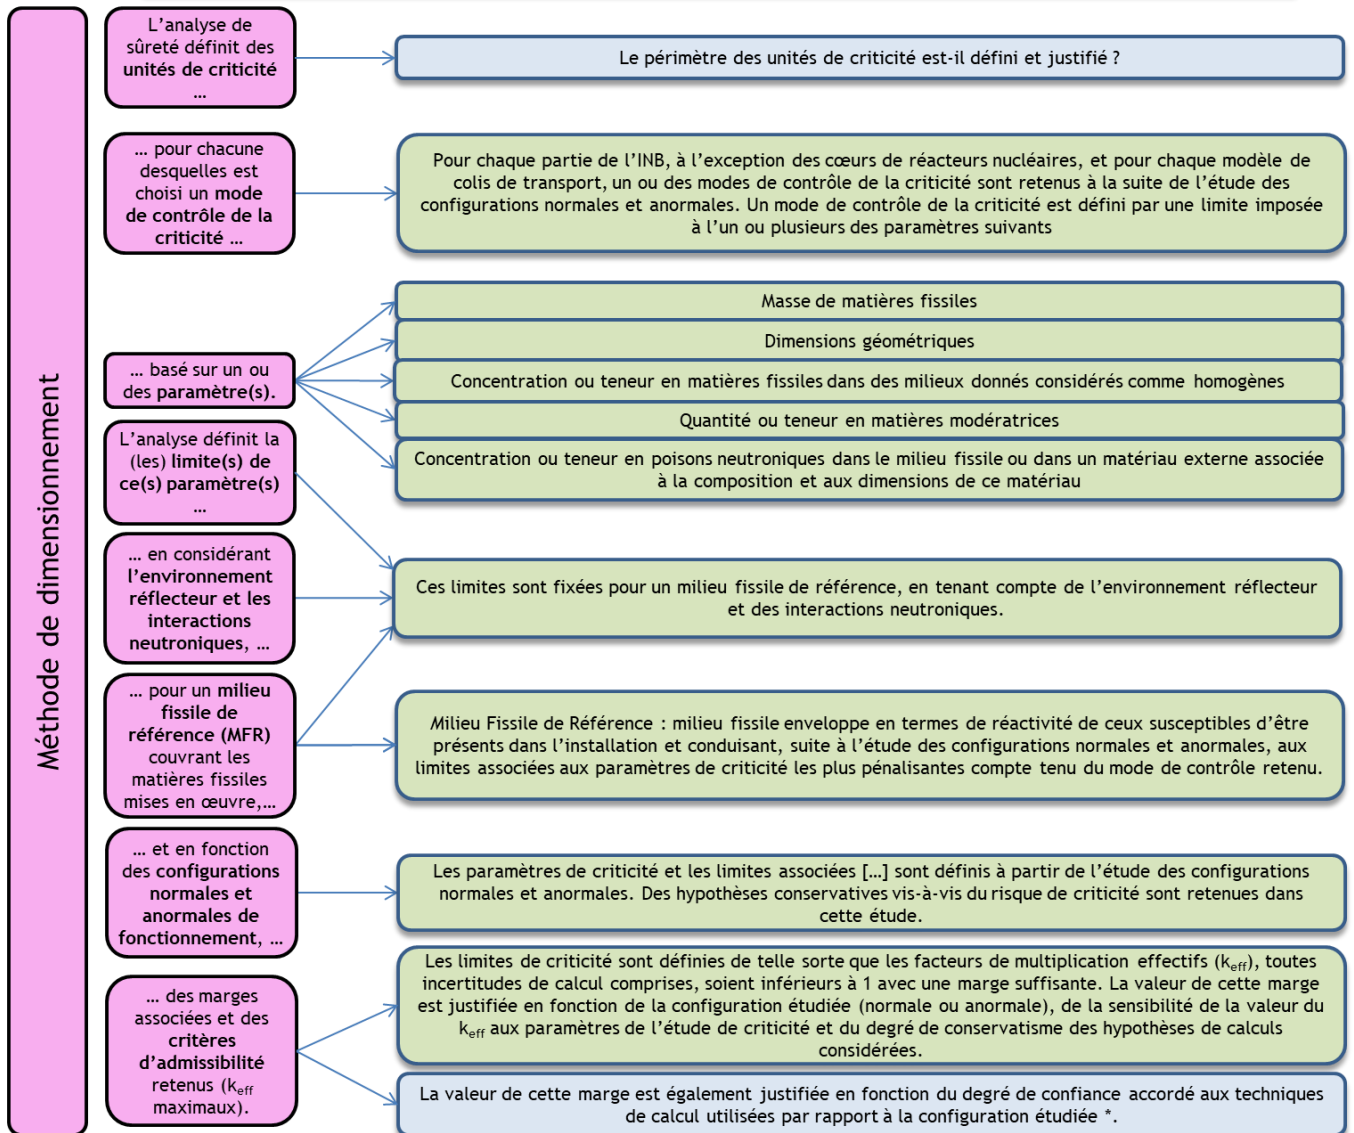 Méthode de dimensionnement
L’analyse de
sûreté définit des
unités de criticité
…
Le périmètre des unités de criticité est-il défini et justifié ?
… pour chacune
desquelles est
choisi un mode
de contrôle de la
criticité …
Pour chaque partie de l’INB, à l’exception des cœurs de réacteurs nucléaires, et pour chaque modèle de
colis de transport, un ou des modes de contrôle de la criticité sont retenus à la suite de l’étude des
configurations normales et anormales. Un mode de contrôle de la criticité est défini par une limite imposée
à l’un ou plusieurs des paramètres suivants
… basé sur un ou
des paramètre(s).
Masse de matières fissiles
Dimensions géométriques
Concentration ou teneur en matières fissiles dans des milieux donnés considérés comme homogènes
Quantité ou teneur en matières modératrices
Concentration ou teneur en poisons neutroniques dans le milieu fissile ou dans un matériau externe associée
à la composition et aux dimensions de ce matériau
L’analyse définit la
(les) limite(s) de
ce(s) paramètre(s)
…
… en considérant
l’environnement
réflecteur et les
interactions
neutroniques, …
Ces limites sont fixées pour un milieu fissile de référence, en tenant compte de l’environnement réflecteur
et des interactions neutroniques.
… pour un milieu
fissile de
référence (MFR)
couvrant les
matières fissiles
mises en œuvre,…
Milieu Fissile de Référence : milieu fissile enveloppe en termes de réactivité de ceux susceptibles d’être
présents dans l’installation et conduisant, suite à l’étude des configurations normales et anormales, aux
limites associées aux paramètres de criticité les plus pénalisantes compte tenu du mode de contrôle retenu.
… et en fonction
des configurations
normales et
anormales de
fonctionnement, …
Les paramètres de criticité et les limites associées […] sont définis à partir de l’étude des configurations
normales et anormales. Des hypothèses conservatives vis-à-vis du risque de criticité sont retenues dans
cette étude.
… des marges
associées et des
critères
d’admissibilité
retenus (keff
maximaux).
Les limites de criticité sont définies de telle sorte que les facteurs de multiplication effectifs (keff), toutes
incertitudes de calcul comprises, soient inférieurs à 1 avec une marge suffisante. La valeur de cette marge
est justifiée en fonction de la configuration étudiée (normale ou anormale), de la sensibilité de la valeur du
keff aux paramètres de l’étude de criticité et du degré de conservatisme des hypothèses de calculs
considérées.
La valeur de cette marge est également justifiée en fonction du degré de confiance accordé aux techniques
de calcul utilisées par rapport à la configuration étudiée *.